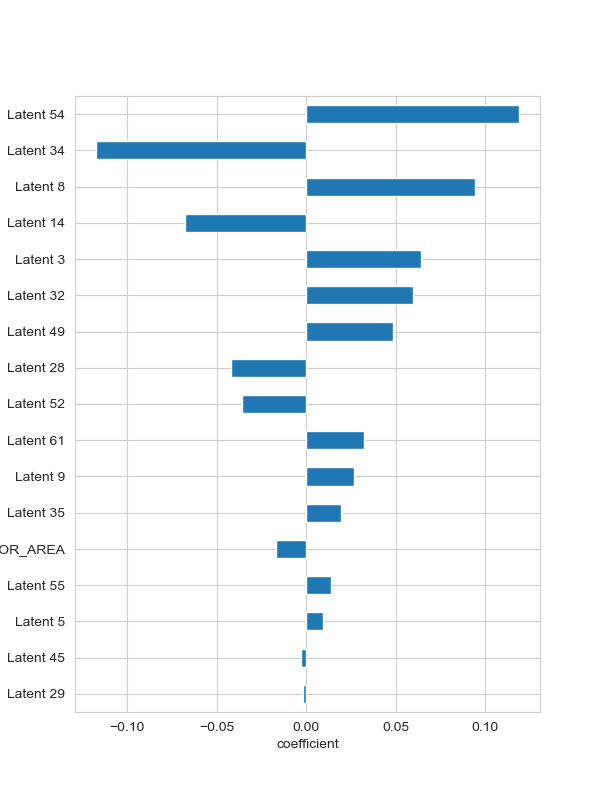 Latent 54
Latent 34
Latent 8
Latent 14
Latent 3
Latent 32
Latent 49
Latent 28
Latent 52
Latent 61
Latent 9
Latent 35
OR_AREA
Latent 55
Latent 5
Latent 45
Latent 29
−0.10 −0.05 0.00 0.05 0.10
coefficient